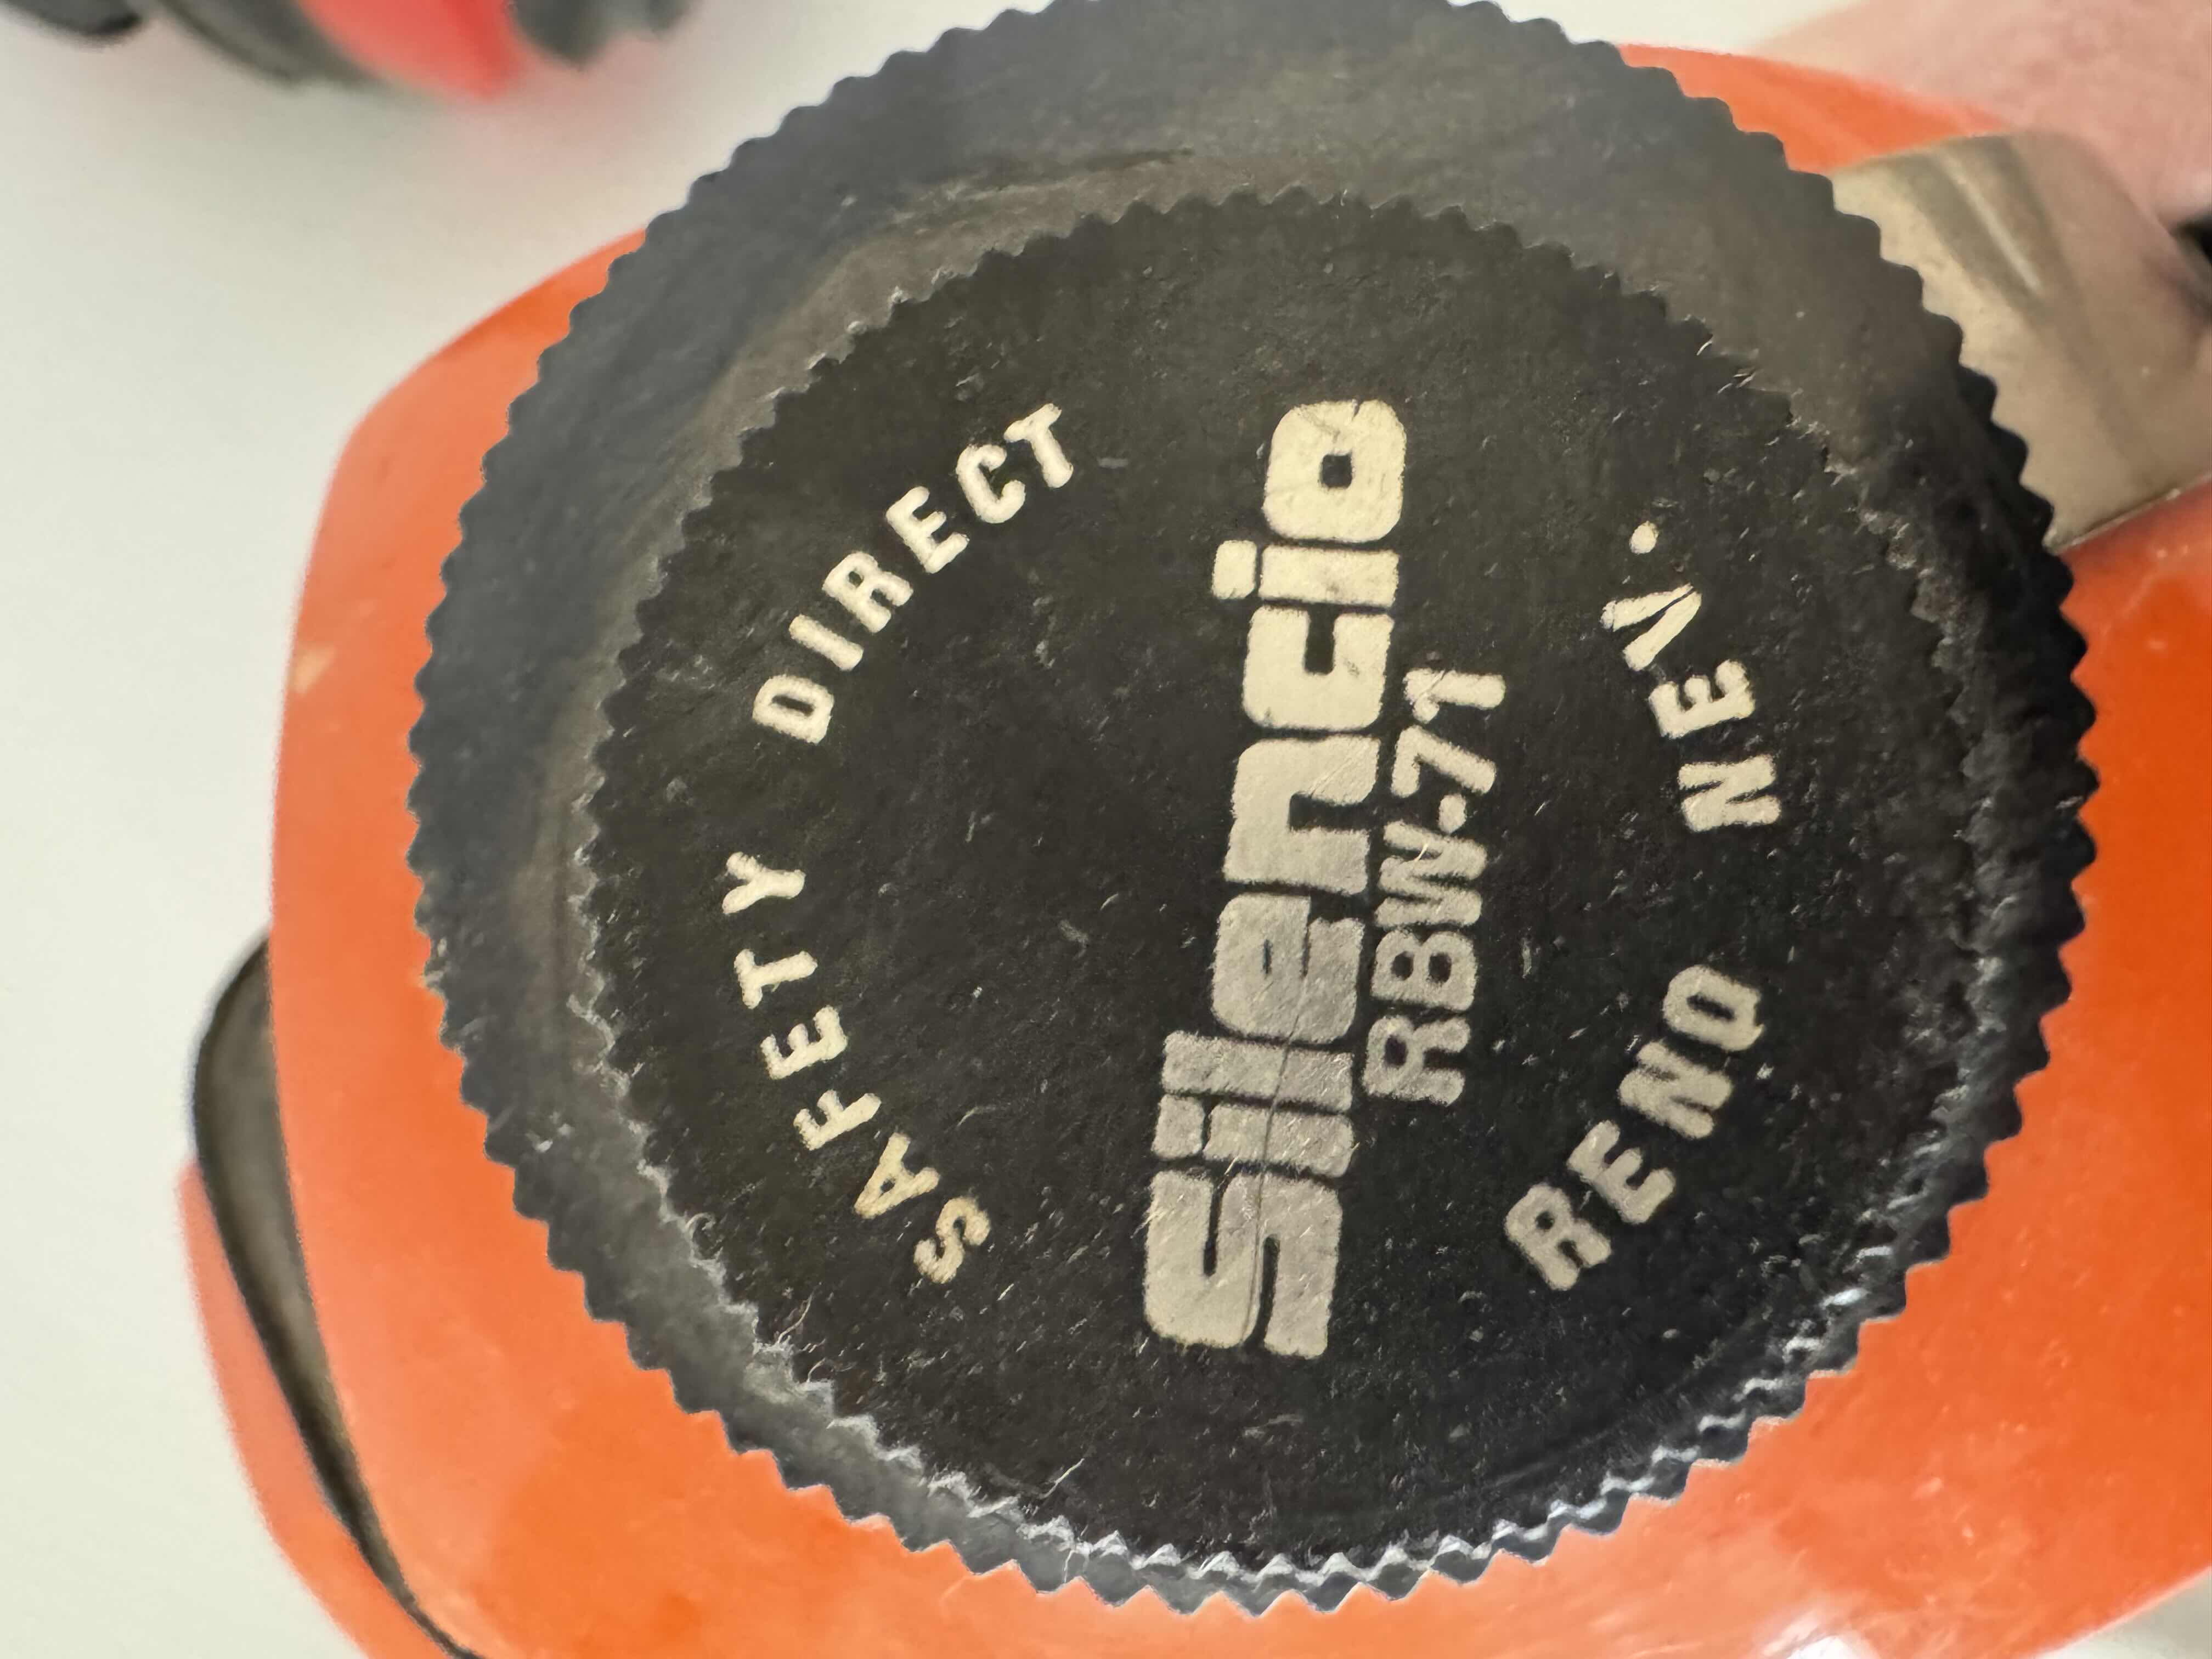 SAFETY DIRECT
silencio
RBW-71
RENO NEV.